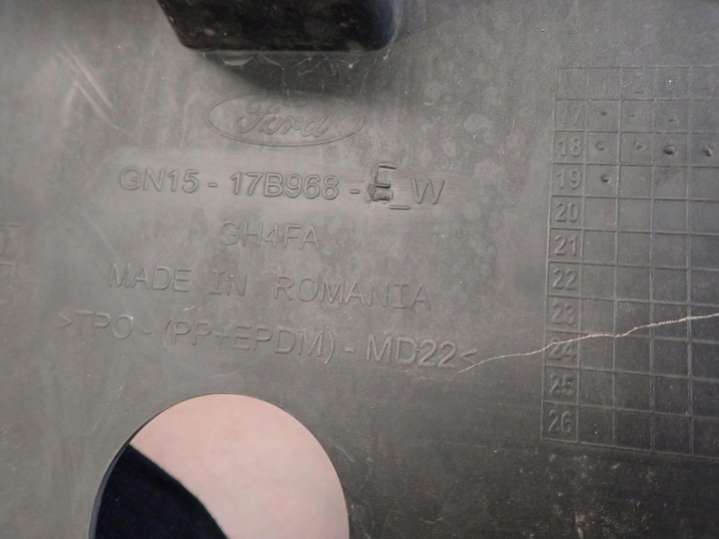 Ford
GN15 - 17B968 - E_W
GH4FA
MADE IN ROMANIA
>TPO - (PP+EPDM) - MD22<
17
18
19
20
21
22
23
24
25
26